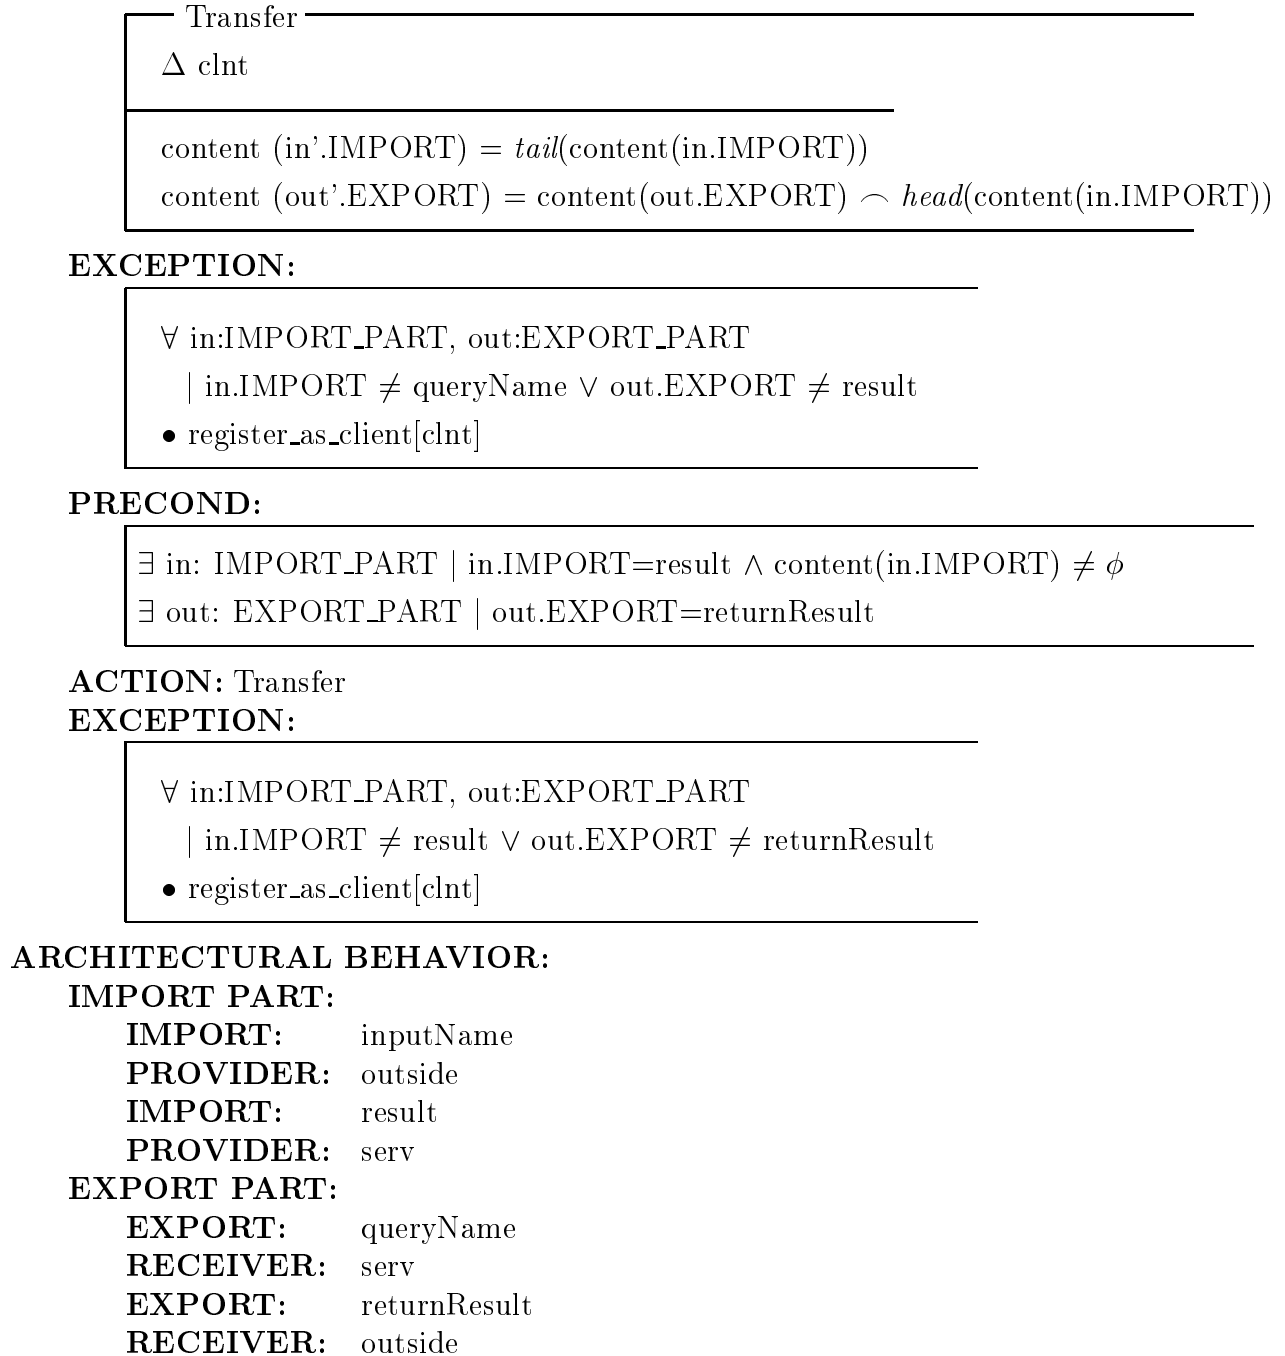 Transfer
Δ clnt
content (in'.IMPORT) = tail(content(in.IMPORT))
content (out'.EXPORT) = content(out.EXPORT) ⌢ head(content(in.IMPORT))
EXCEPTION:
∀ in:IMPORT_PART, out:EXPORT_PART
| in.IMPORT ≠ queryName ∨ out.EXPORT ≠ result
• register_as_client[clnt]
PRECOND:
∃ in: IMPORT_PART | in.IMPORT=result ∧ content(in.IMPORT) ≠ ϕ
∃ out: EXPORT_PART | out.EXPORT=returnResult
ACTION: Transfer
EXCEPTION:
∀ in:IMPORT_PART, out:EXPORT_PART
| in.IMPORT ≠ result ∨ out.EXPORT ≠ returnResult
• register_as_client[clnt]
ARCHITECTURAL BEHAVIOR:
IMPORT PART:
IMPORT: inputName
PROVIDER: outside
IMPORT: result
PROVIDER: serv
EXPORT PART:
EXPORT: queryName
RECEIVER: serv
EXPORT: returnResult
RECEIVER: outside